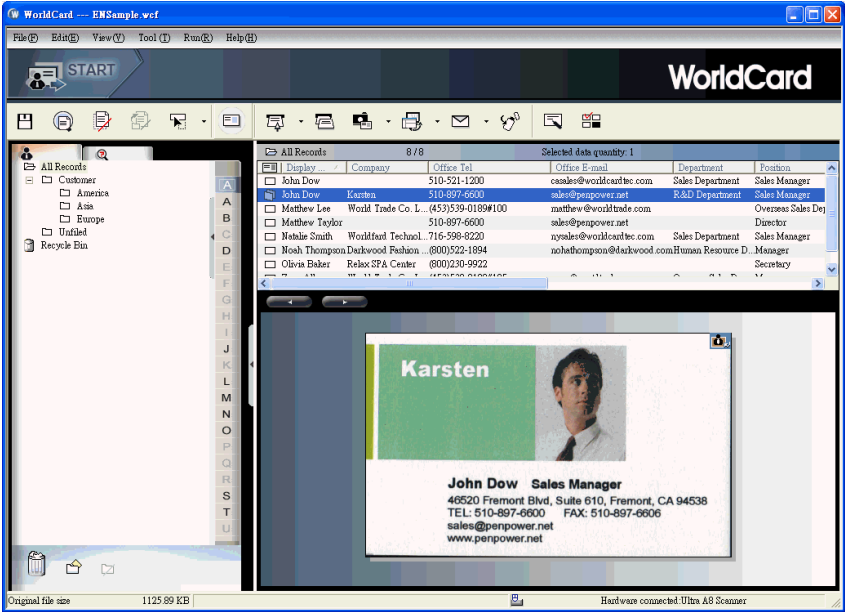 WorldCard --- ENSample.wcf
File(F) Edit(E) View(V) Tool (T) Run(R) Help(H)
START
WorldCard
All Records 8/8 Selected data quantity: 1
Display ... Company Office Tel Office E-mail Department Position
John Dow 510-521-1200 casales@worldcardtec.com Sales Department Sales Manager
John Dow Karsten 510-897-6600 sales@penpower.net R&D Department Sales Manager
Matthew Lee World Trade Co. L... (453)539-0189#100 matthew@worldtrade.com Overseas Sales Dep
Matthew Taylor 510-897-6600 sales@penpower.net Director
Natalie Smith Worldfard Technol... 716-598-8220 nysales@worldcardtec.com Sales Department Sales Manager
Noah Thompson Darkwood Fashion ... (800)522-1894 nohathompson@darkwood.com Human Resource D... Manager
Olivia Baker Relax SPA Center (800)230-9922 Secretary
All Records
Customer
America
Asia
Europe
Unfiled
Recycle Bin
A
A
B
C
D
E
F
G
H
I
J
K
L
M
N
O
P
Q
R
S
T
U
Karsten
John Dow Sales Manager
46520 Fremont Blvd, Suite 610, Fremont, CA 94538
TEL: 510-897-6600 FAX: 510-897-6606
sales@penpower.net
www.penpower.net
Original file size 1125.89 KB Hardware connected:Ultra A8 Scanner